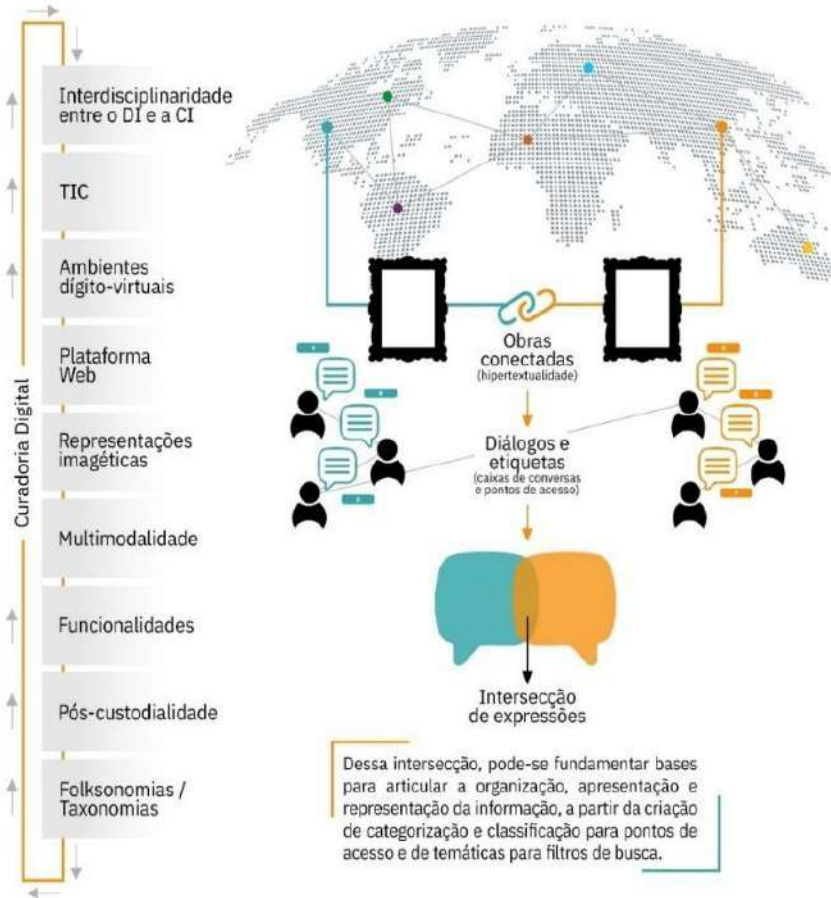 Curadoria Digital
Interdisciplinaridade
entre o DI e a CI
TIC
Ambientes
dígito-virtuais
Plataforma
Web
Representações
imagéticas
Multimodalidade
Funcionalidades
Pós-custodialidade
Folksonomias /
Taxonomias
Obras
conectadas
(hipertextualidade)
Diálogos e
etiquetas
(caixas de conversas
e pontos de acesso)
Intersecção
de expressões
Dessa intersecção, pode-se fundamentar bases
para articular a organização, apresentação e
representação da informação, a partir da criação
de categorização e classificação para pontos de
acesso e de temáticas para filtros de busca.